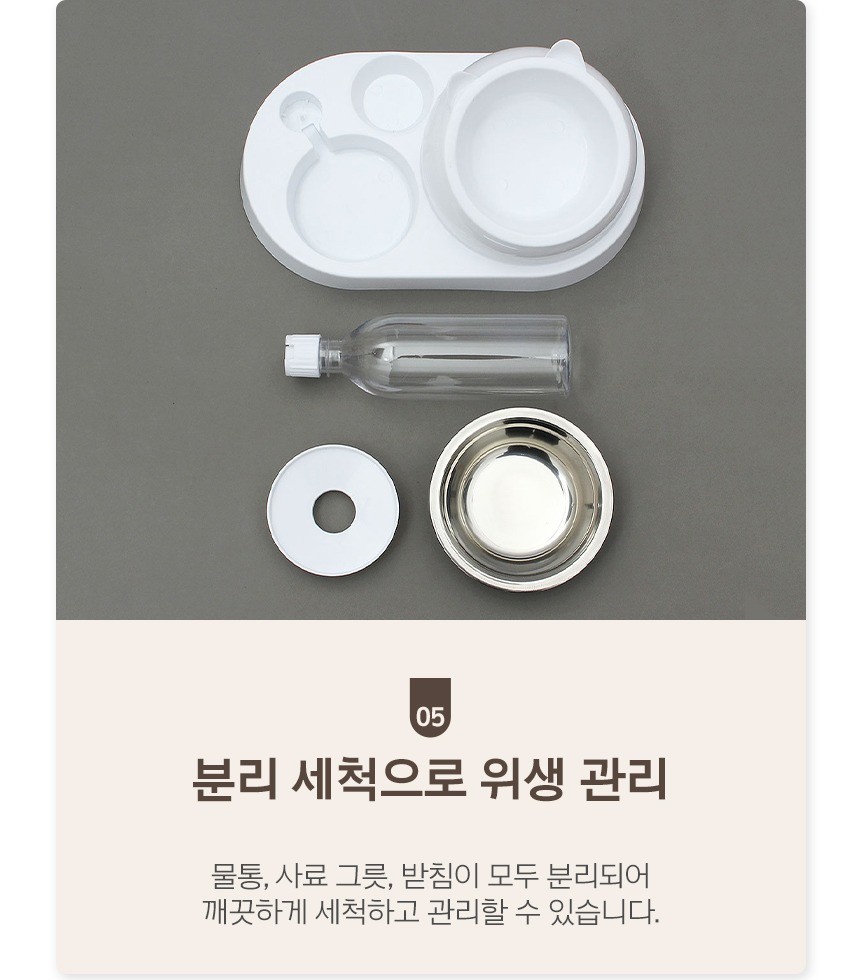 05
분리 세척으로 위생 관리
물통, 사료 그릇, 받침이 모두 분리되어
깨끗하게 세척하고 관리할 수 있습니다.